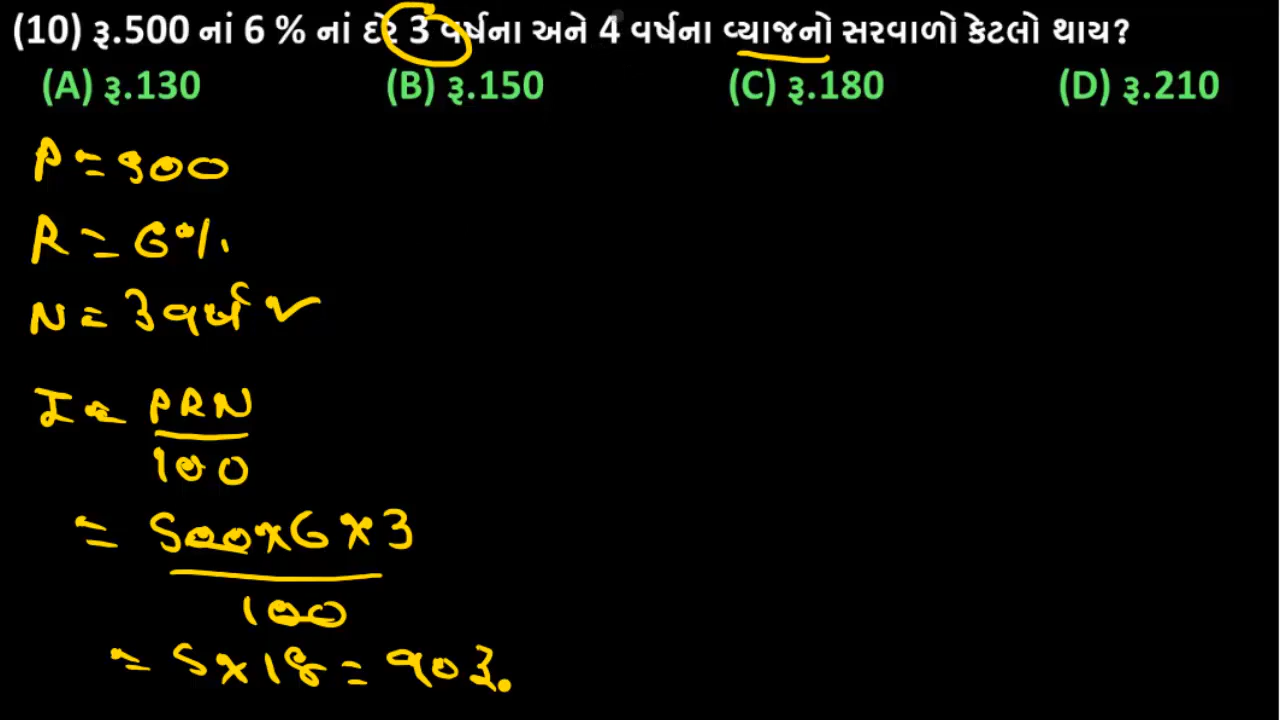 (10) રૂ.500 નાં 6 % નાં દરે 3 વર્ષના અને 4 વર્ષના વ્યાજનો સરવાળો કેટલો થાય?
(A) રૂ.130 (B) રૂ.150 (C) રૂ.180 (D) રૂ.210
P = 500
R = 6%
N = 3 વર્ષ ✓
I = PRN
100
= 500×6×3
100
= 5×18 = 90 રૂ.